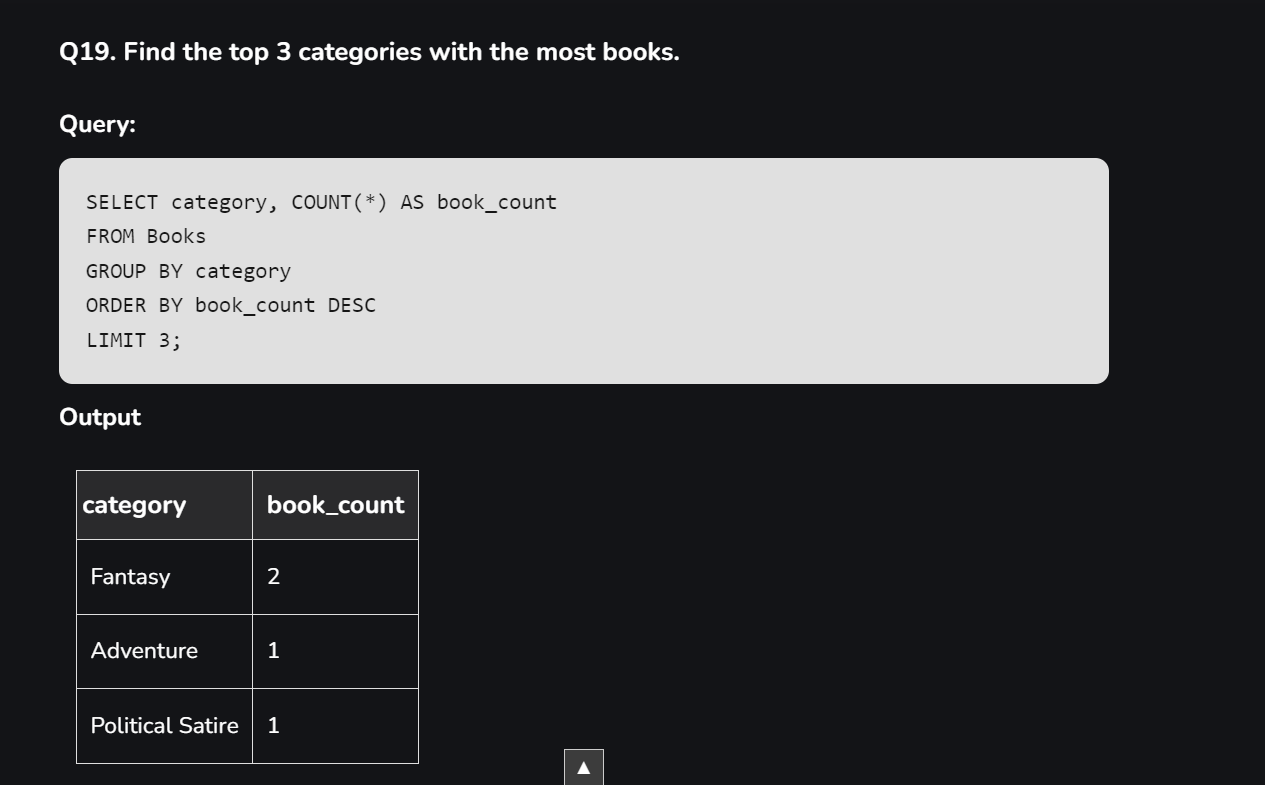 Q19. Find the top 3 categories with the most books.
Query:
SELECT category, COUNT(*) AS book_count
FROM Books
GROUP BY category
ORDER BY book_count DESC
LIMIT 3;
Output
category book_count
Fantasy 2
Adventure 1
Political Satire 1